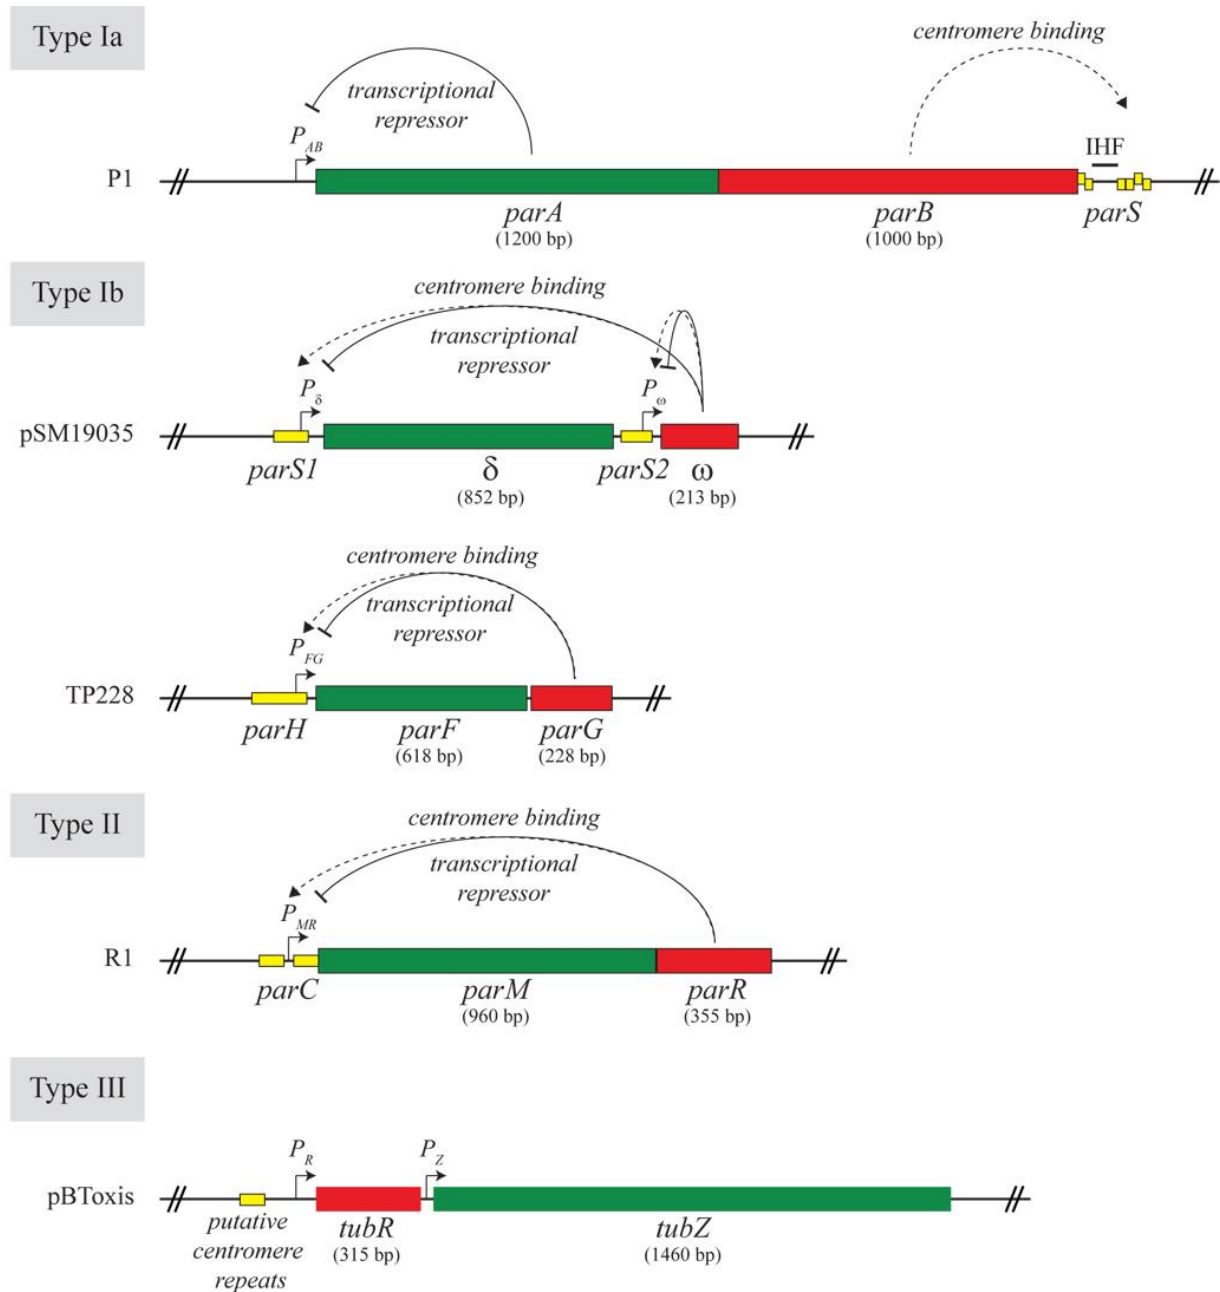 Type Ia
centromere binding
transcriptional
repressor
P_AB
IHF
P1
parA
(1200 bp)
parB
(1000 bp)
parS
Type Ib
centromere binding
transcriptional
repressor
P_δ
P_ω
pSM19035
parS1
δ
(852 bp)
parS2
ω
(213 bp)
centromere binding
transcriptional
repressor
P_FG
TP228
parH
parF
(618 bp)
parG
(228 bp)
Type II
centromere binding
transcriptional
repressor
P_MR
R1
parC
parM
(960 bp)
parR
(355 bp)
Type III
P_R
P_Z
pBToxis
putative
centromere
repeats
tubR
(315 bp)
tubZ
(1460 bp)